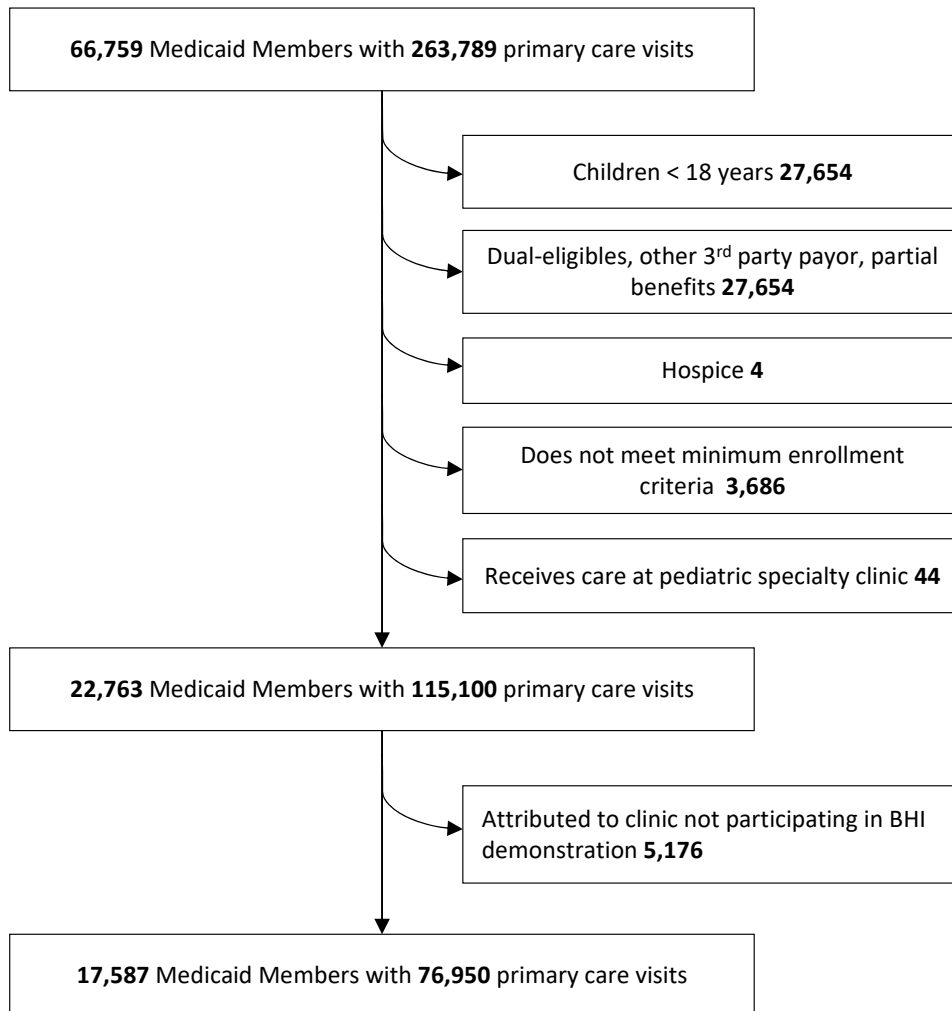 66,759 Medicaid Members with 263,789 primary care visits
Children < 18 years 27,654
Dual-eligibles, other 3rd party payor, partial
benefits 27,654
Hospice 4
Does not meet minimum enrollment
criteria 3,686
Receives care at pediatric specialty clinic 44
22,763 Medicaid Members with 115,100 primary care visits
Attributed to clinic not participating in BHI
demonstration 5,176
17,587 Medicaid Members with 76,950 primary care visits